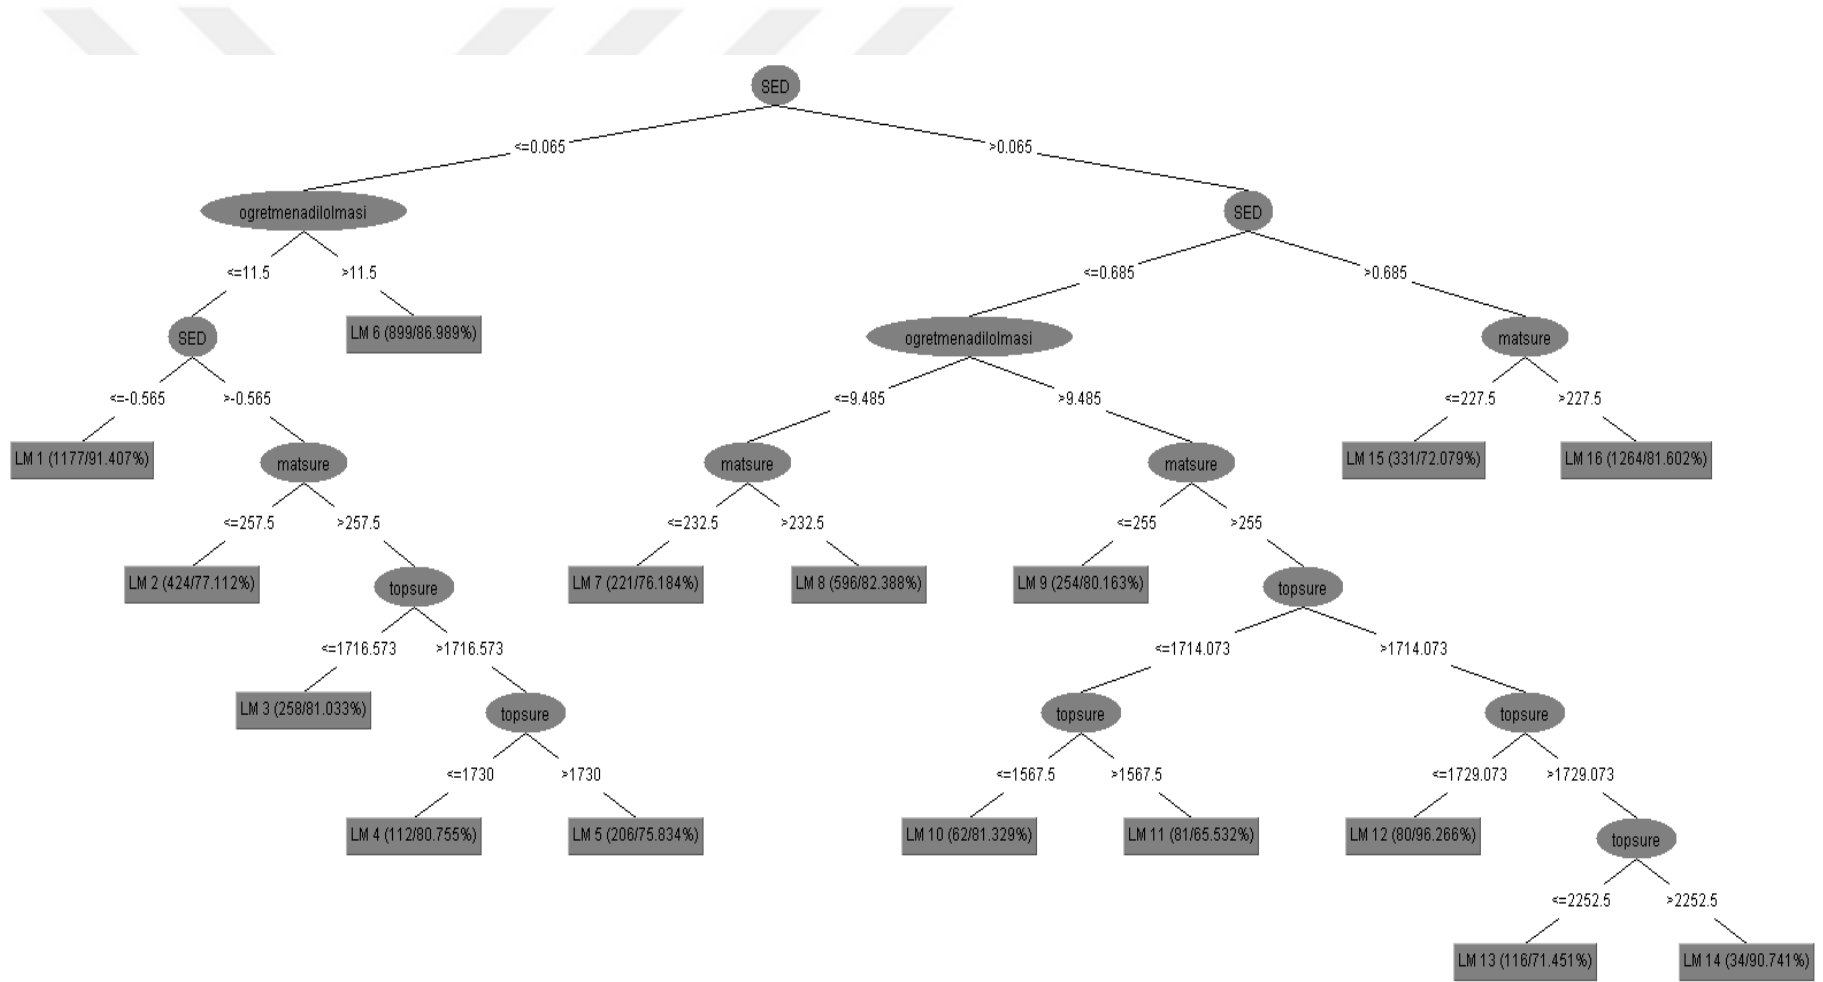 SED
<=0.065 >0.065
ogretmenadilolmasi SED
<=11.5 >11.5 <=0.685 >0.685
SED LM 6 (899/86.989%) ogretmenadilolmasi matsure
<=-0.565 >-0.565 <=9.485 >9.485 <=227.5 >227.5
LM 1 (1177/91.407%) matsure matsure matsure LM 15 (331/72.079%) LM 16 (1264/81.602%)
<=257.5 >257.5 <=232.5 >232.5 <=255 >255
LM 2 (424/77.112%) topsure LM 7 (221/76.184%) LM 8 (596/82.388%) LM 9 (254/80.163%) topsure
<=1716.573 >1716.573 <=1714.073 >1714.073
LM 3 (258/81.033%) topsure topsure topsure
<=1730 >1730 <=1567.5 >1567.5 <=1729.073 >1729.073
LM 4 (112/80.755%) LM 5 (206/75.834%) LM 10 (62/81.329%) LM 11 (81/65.532%) LM 12 (80/96.266%) topsure
<=2252.5 >2252.5
LM 13 (116/71.451%) LM 14 (34/90.741%)